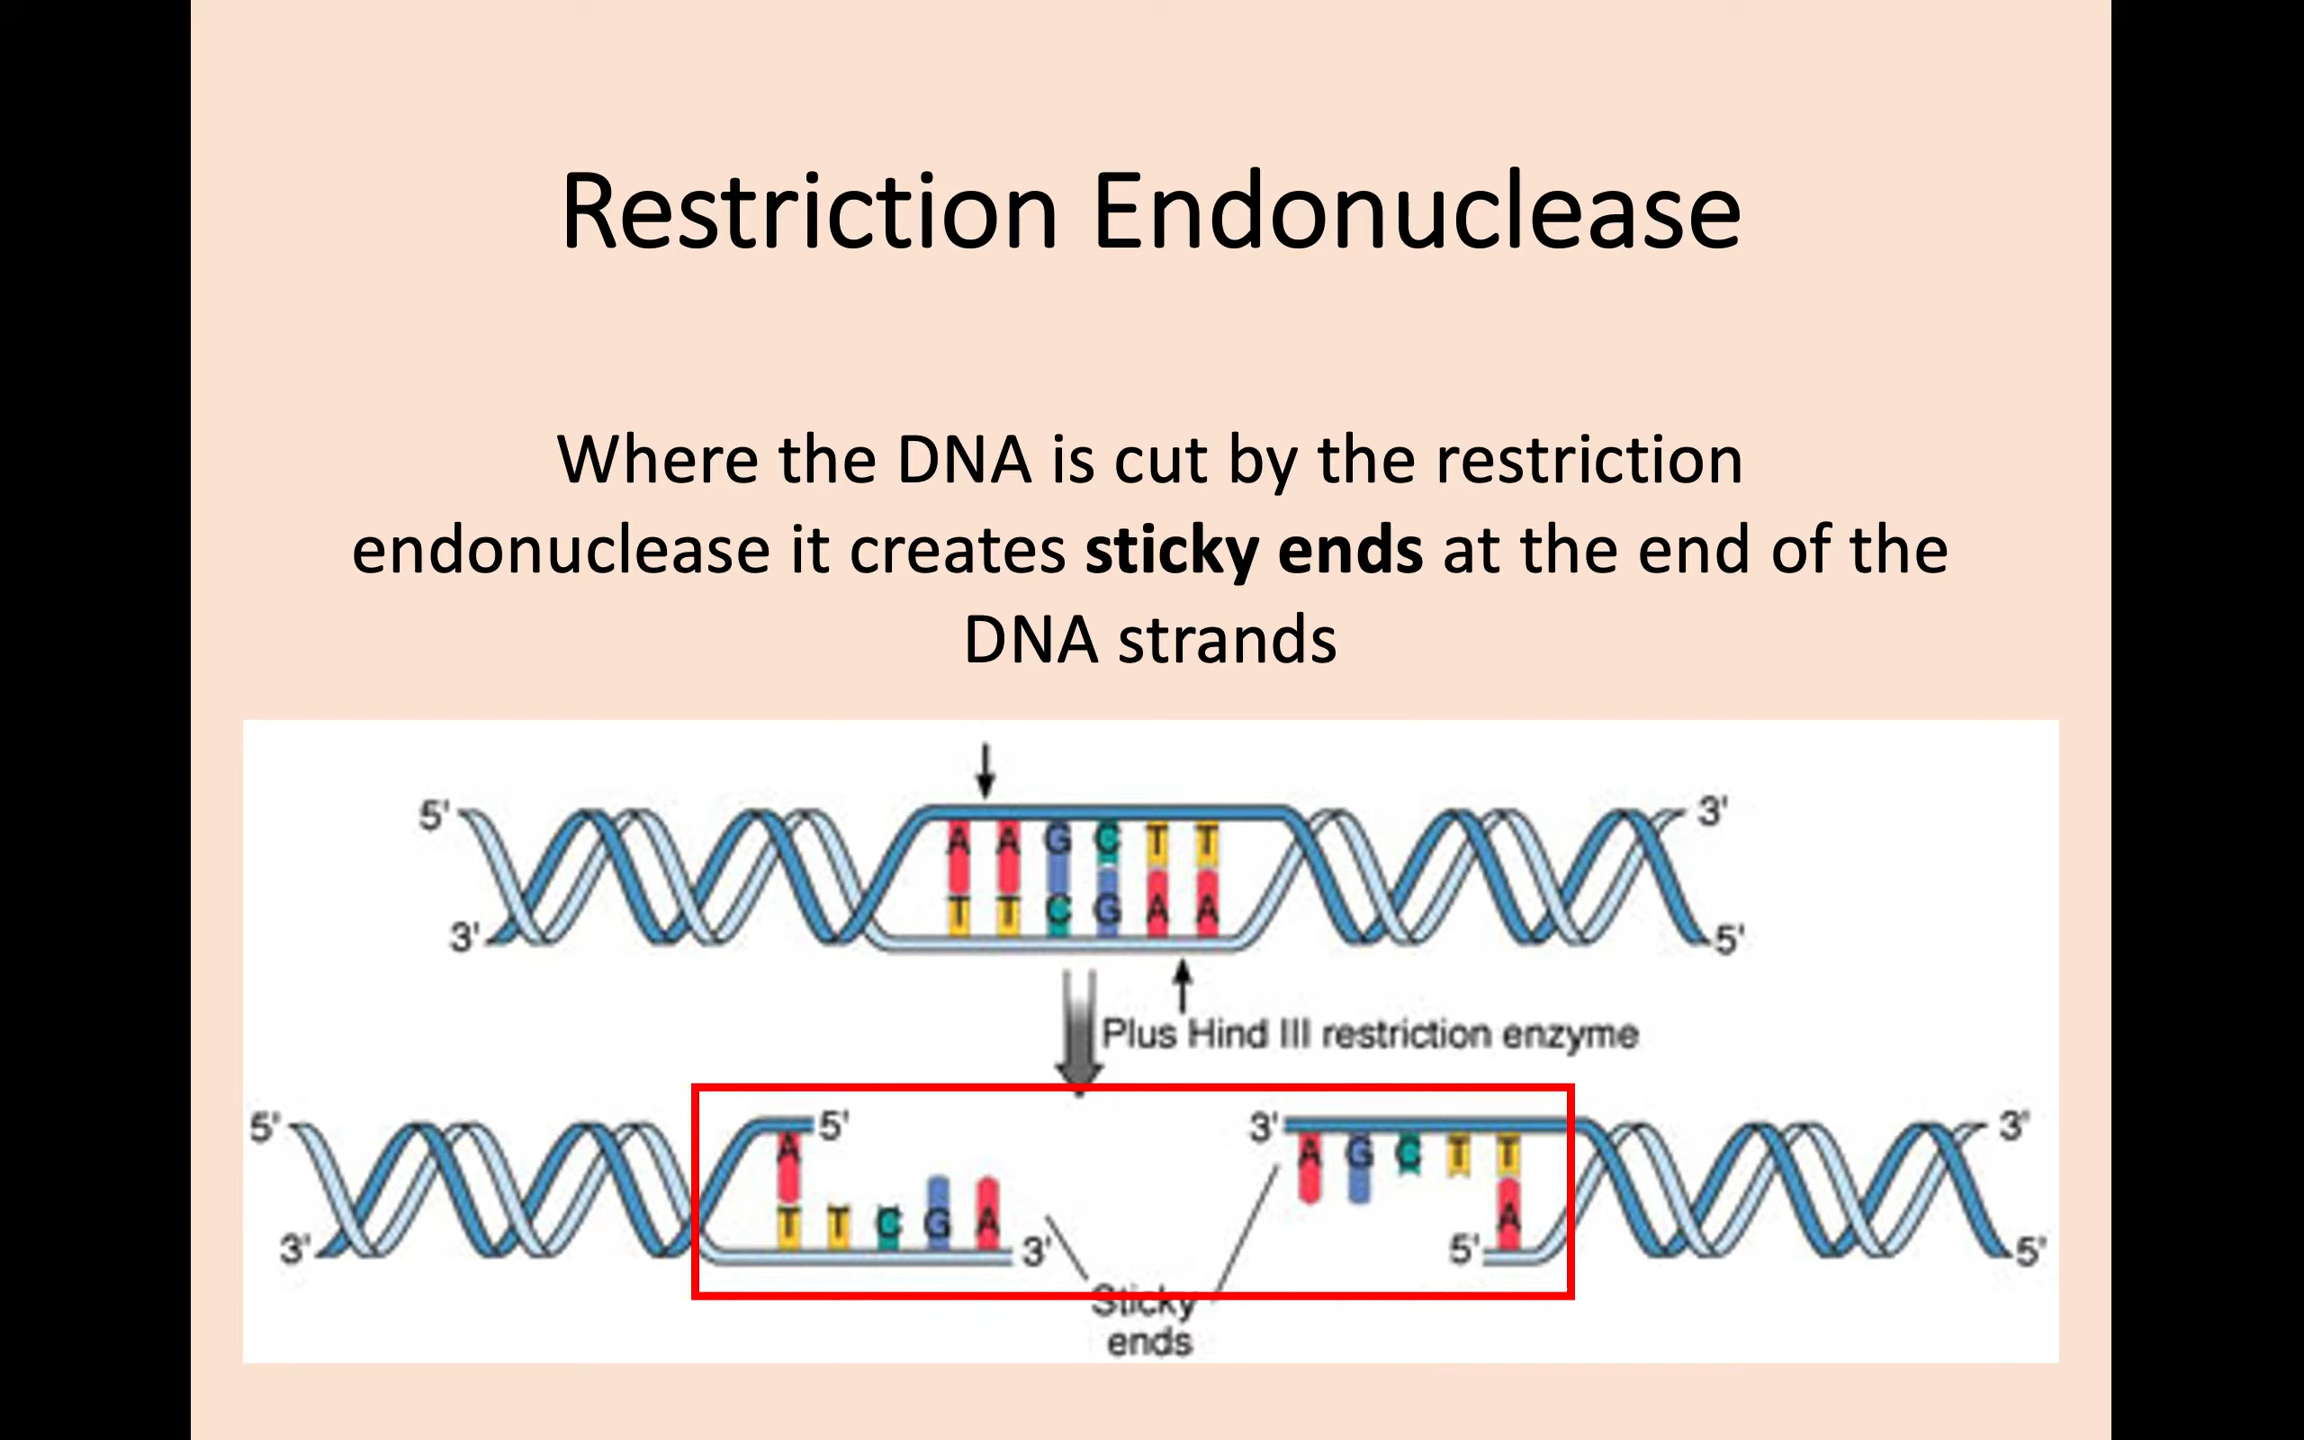 Restriction Endonuclease
Where the DNA is cut by the restriction
endonuclease it creates sticky ends at the end of the
DNA strands
5' 3'
A A G C T T
T T C G A A
3' 5'
Plus Hind III restriction enzyme
5' 5' 3' 3'
A A G C T T
T T C G A A
3' 3' 5' 5'
Sticky
ends